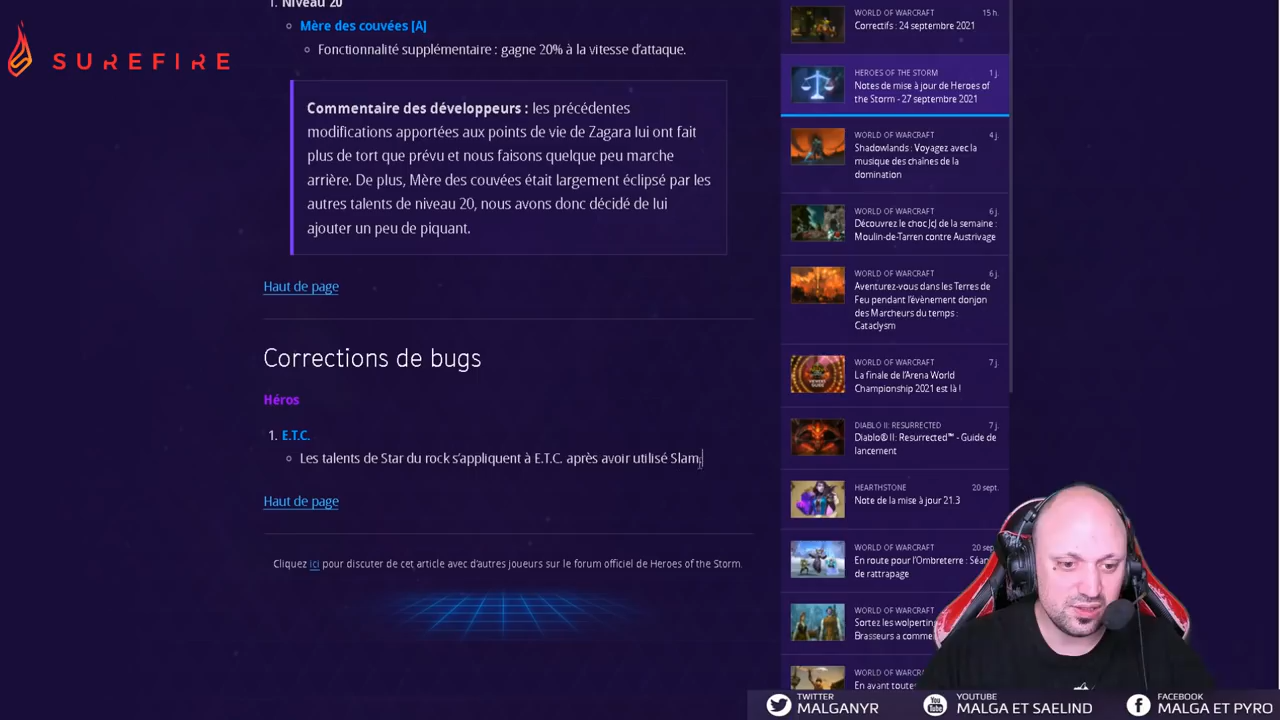 1. Niveau 20
Mère des couvées [A]
Fonctionnalité supplémentaire : gagne 20% à la vitesse d'attaque.
Commentaire des développeurs : les précédentes
modifications apportées aux points de vie de Zagara lui ont fait
plus de tort que prévu et nous faisons quelque peu marche
arrière. De plus, Mère des couvées était largement éclipsé par les
autres talents de niveau 20, nous avons donc décidé de lui
ajouter un peu de piquant.
Haut de page
Corrections de bugs
Héros
1. E.T.C.
Les talents de Star du rock s'appliquent à E.T.C. après avoir utilisé Slam.
Haut de page
Cliquez ici pour discuter de cet article avec d'autres joueurs sur le forum officiel de Heroes of the Storm.
SUREFIRE
WORLD OF WARCRAFT 15 h.
Correctifs : 24 septembre 2021
HEROES OF THE STORM 1 j.
Notes de mise à jour de Heroes of
the Storm - 27 septembre 2021
WORLD OF WARCRAFT 4 j.
Shadowlands : Voyagez avec la
musique des chaînes de la
domination
WORLD OF WARCRAFT 6 j.
Découvrez le choc JcJ de la semaine :
Moulin-de-Tarren contre Austrivage
WORLD OF WARCRAFT 6 j.
Aventurez-vous dans les Terres de
Feu pendant l'évènement donjon
des Marcheurs du temps :
Cataclysm
WORLD OF WARCRAFT 7 j.
La finale de l'Arena World
Championship 2021 est là !
DIABLO II: RESURRECTED 7 j.
Diablo® II: Resurrected™ - Guide de
lancement
HEARTHSTONE 20 sept.
Note de la mise à jour 21.3
WORLD OF WARCRAFT 20 sep
En route pour l'Ombreterre : Séan
de rattrapage
WORLD OF WARCRAFT
Sortez les wolpertin
Brasseurs a comme
WORLD OF WARCRA
En avant toute
TWITTER
MALGANYR
YOUTUBE
MALGA ET SAELIND
FACEBOOK
MALGA ET PYRO